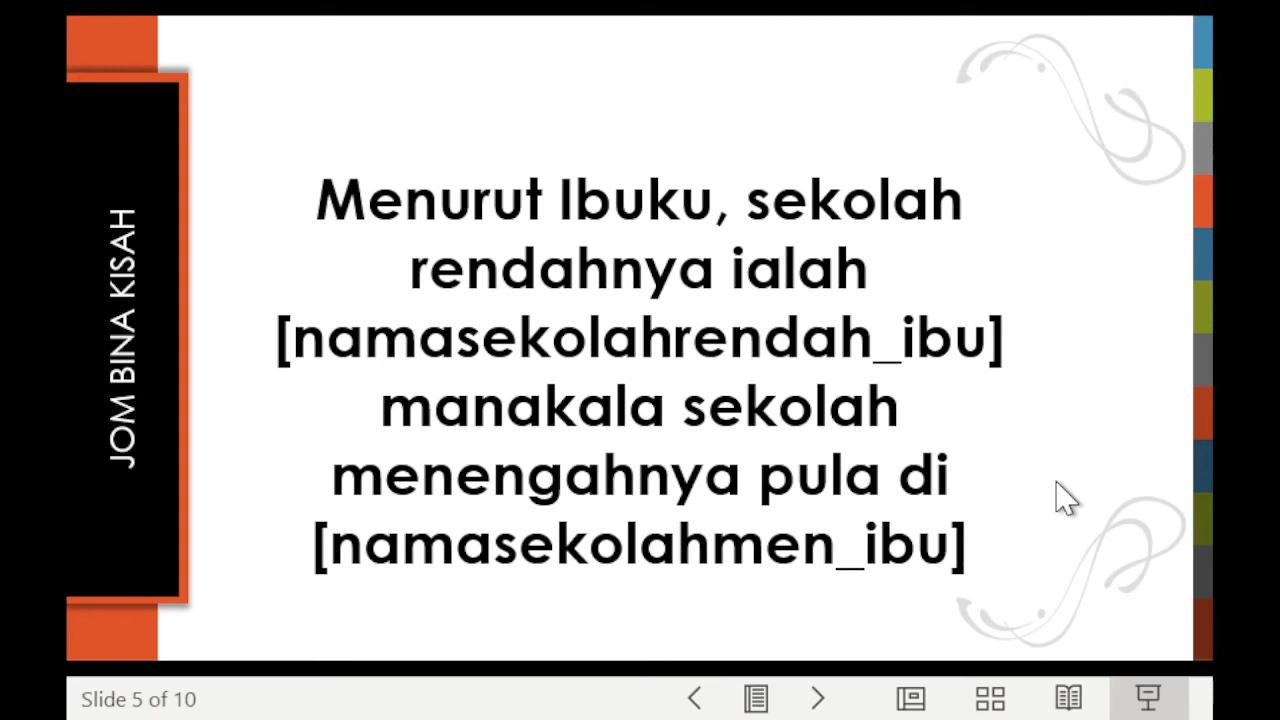 JOM BINA KISAH
Menurut Ibuku, sekolah
rendahnya ialah
[namasekolahrendah_ibu]
manakala sekolah
menengahnya pula di
[namasekolahmen_ibu]
Slide 5 of 10